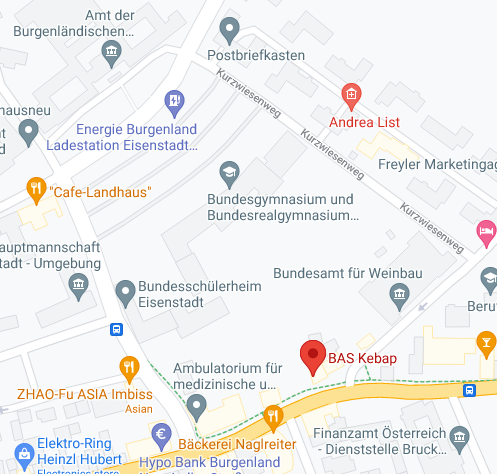 Amt der
Burgenländischen...
Postbriefkasten
Kurzwiesenweg
Andrea List
Energie Burgenland
Ladestation Eisenstadt...
Kurzwiesenweg
Freyler Marketingag
"Cafe-Landhaus"
Bundesgymnasium und
Bundesrealgymnasium...
Kurzwiesenweg
auptmannschaft
tadt - Umgebung
Bundesschülerheim
Eisenstadt
Bundesamt für Weinbau
Beru
BAS Kebap
Ambulatorium für
medizinische u...
ZHAO-Fu ASIA Imbiss
Asian
Bäckerei Naglreiter
Elektro-Ring
Heinzl Hubert
Electronics store
Hypo Bank Burgenland
Finanzamt Österreich
- Dienststelle Bruck...